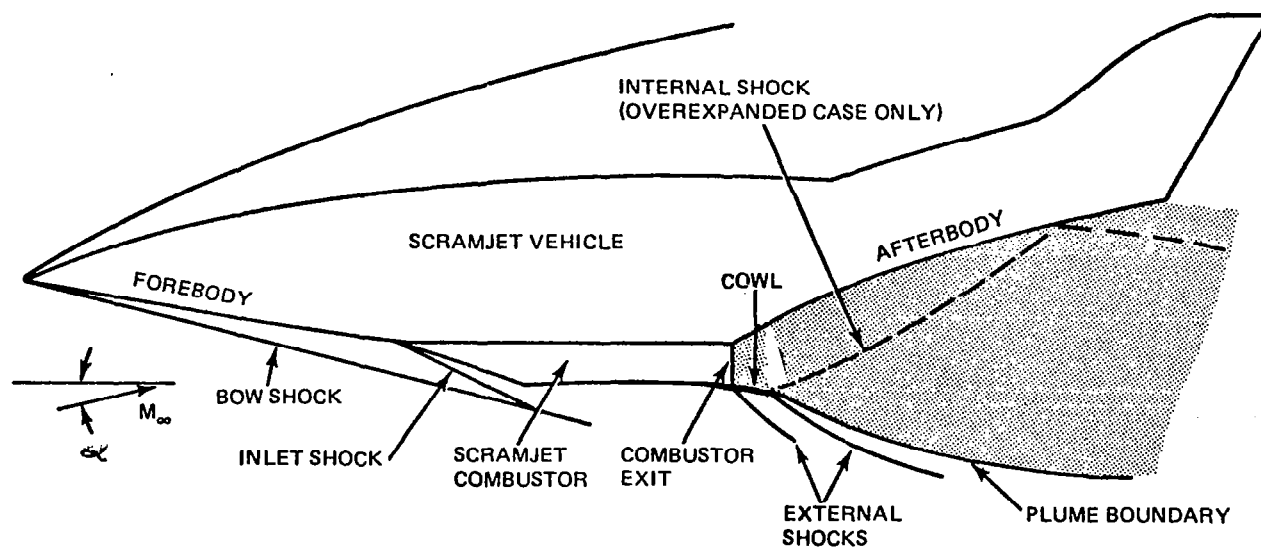 INTERNAL SHOCK
(OVEREXPANDED CASE ONLY)
SCRAMJET VEHICLE
AFTERBODY
FOREBODY
COWL
BOW SHOCK
M∞
α
INLET SHOCK
SCRAMJET
COMBUSTOR
COMBUSTOR
EXIT
EXTERNAL
SHOCKS
PLUME BOUNDARY